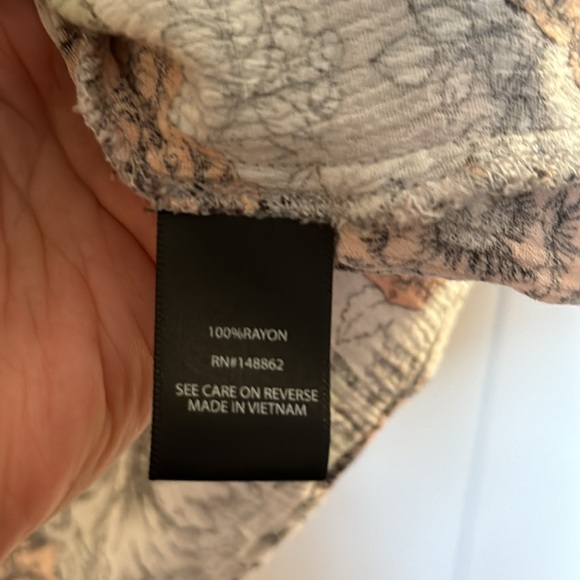 100%RAYON
RN#148862
SEE CARE ON REVERSE
MADE IN VIETNAM